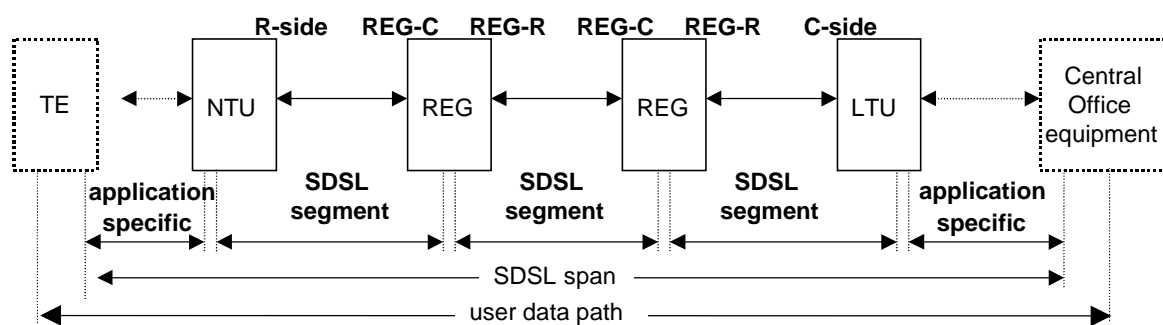 R-side REG-C REG-R REG-C REG-R C-side
TE
NTU
REG
REG
LTU
Central
Office
equipment
application
specific
SDSL
segment
SDSL
segment
SDSL
segment
application
specific
SDSL span
user data path